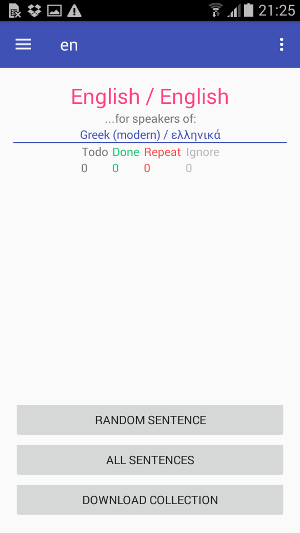 21:25
en
English / English
...for speakers of:
Greek (modern) / ελληνικά
Todo Done Repeat Ignore
0 0 0 0
RANDOM SENTENCE
ALL SENTENCES
DOWNLOAD COLLECTION